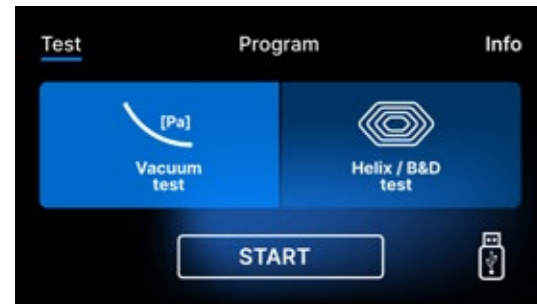 Test
Program
Info
[Pa]
Vacuum
test
Helix / B&D
test
START